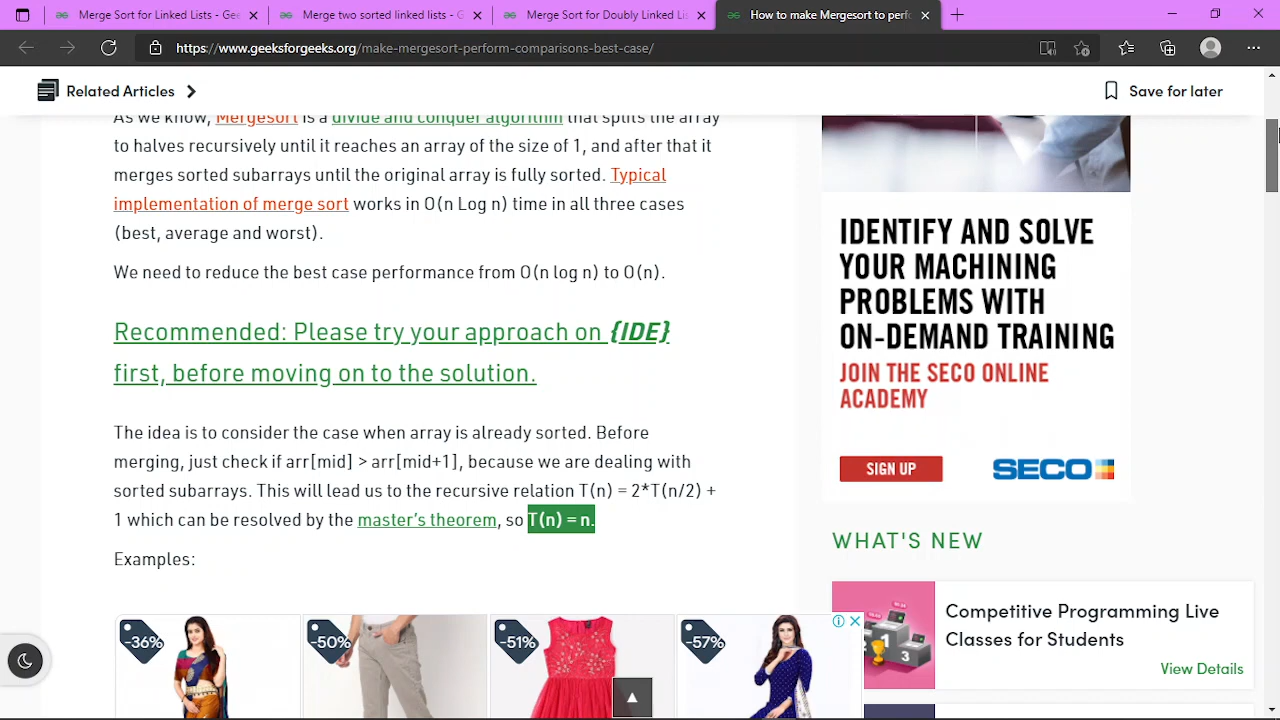 Merge Sort for Linked Lists - Gee
Merge two sorted linked lists - G
Merge Sort for Doubly Linked Lis
How to make Mergesort to perf
https://www.geeksforgeeks.org/make-mergesort-perform-comparisons-best-case/
Related Articles
Save for later
As we know, Mergesort is a divide and conquer algorithm that splits the array
to halves recursively until it reaches an array of the size of 1, and after that it
merges sorted subarrays until the original array is fully sorted. Typical
implementation of merge sort works in O(n Log n) time in all three cases
(best, average and worst).
We need to reduce the best case performance from O(n log n) to O(n).
Recommended: Please try your approach on {IDE}
first, before moving on to the solution.
The idea is to consider the case when array is already sorted. Before
merging, just check if arr[mid] > arr[mid+1], because we are dealing with
sorted subarrays. This will lead us to the recursive relation T(n) = 2*T(n/2) +
1 which can be resolved by the master's theorem, so T(n) = n.
Examples:
-36%
-50%
-51%
-57%
IDENTIFY AND SOLVE
YOUR MACHINING
PROBLEMS WITH
ON-DEMAND TRAINING
JOIN THE SECO ONLINE
ACADEMY
SIGN UP
SECO
WHAT'S NEW
Competitive Programming Live
Classes for Students
View Details